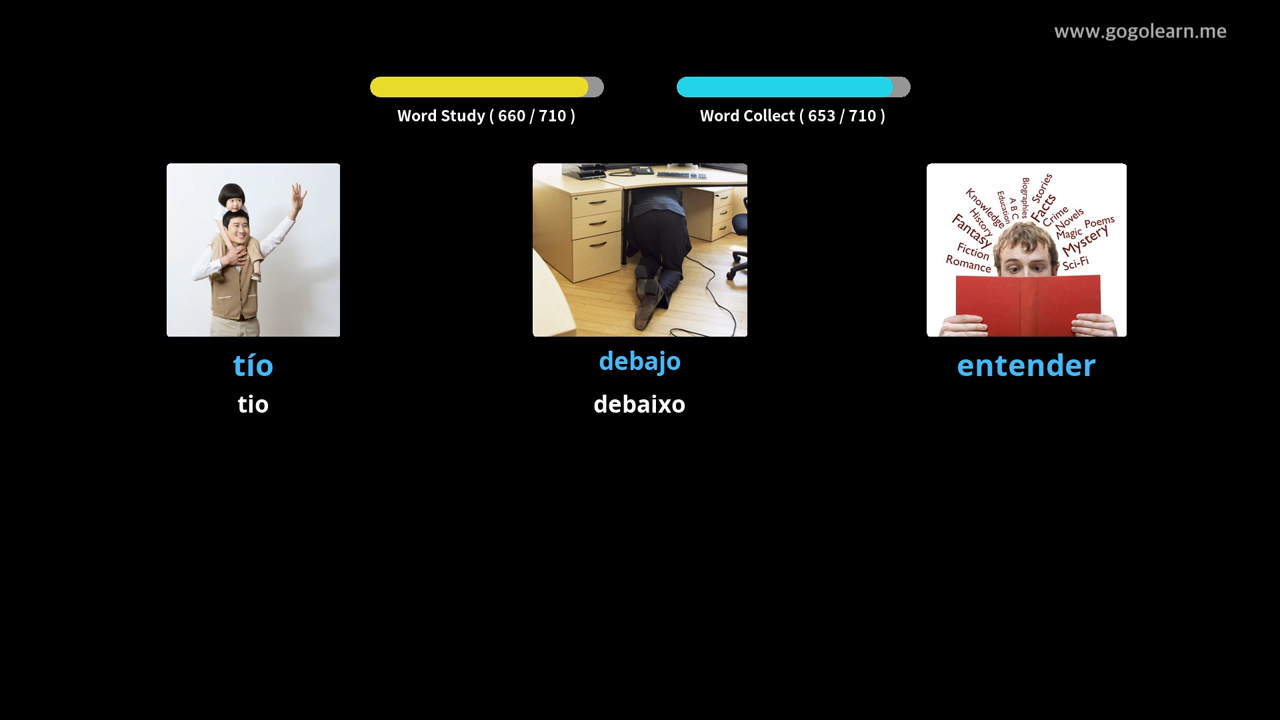 www.gogolearn.me
Word Study ( 660 / 710 )
Word Collect ( 653 / 710 )
Stories
Biographies
Facts
Education
A B C
Crime
Novels
Knowledge
History
Magic
Poems
Fantasy
Mystery
Fiction
Sci-Fi
Romance
tío
debajo
entender
tio
debaixo